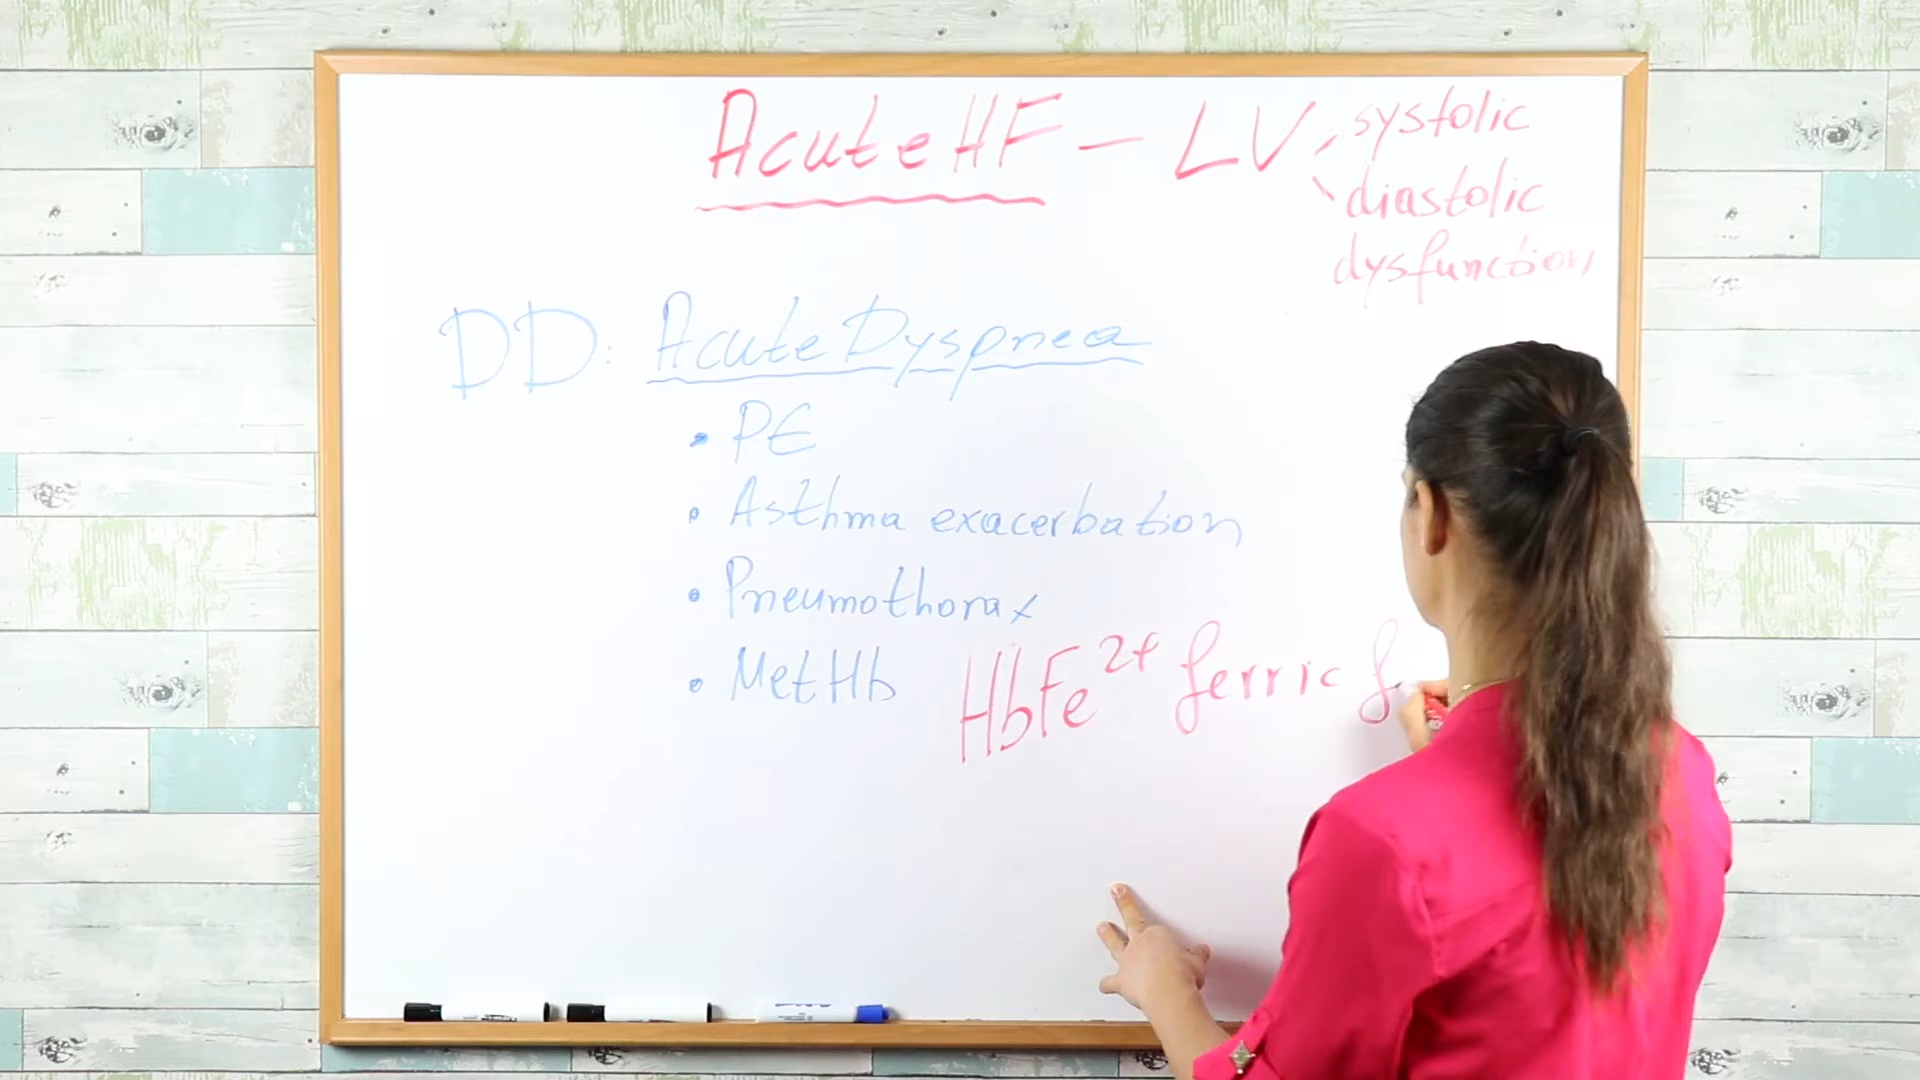 Acute HF – LV systolic
diastolic
dysfunction
DD: Acute Dyspnea
• PE
• Asthma exacerbation
• Pneumothorax
• MetHb HbFe²⁺ ferric f